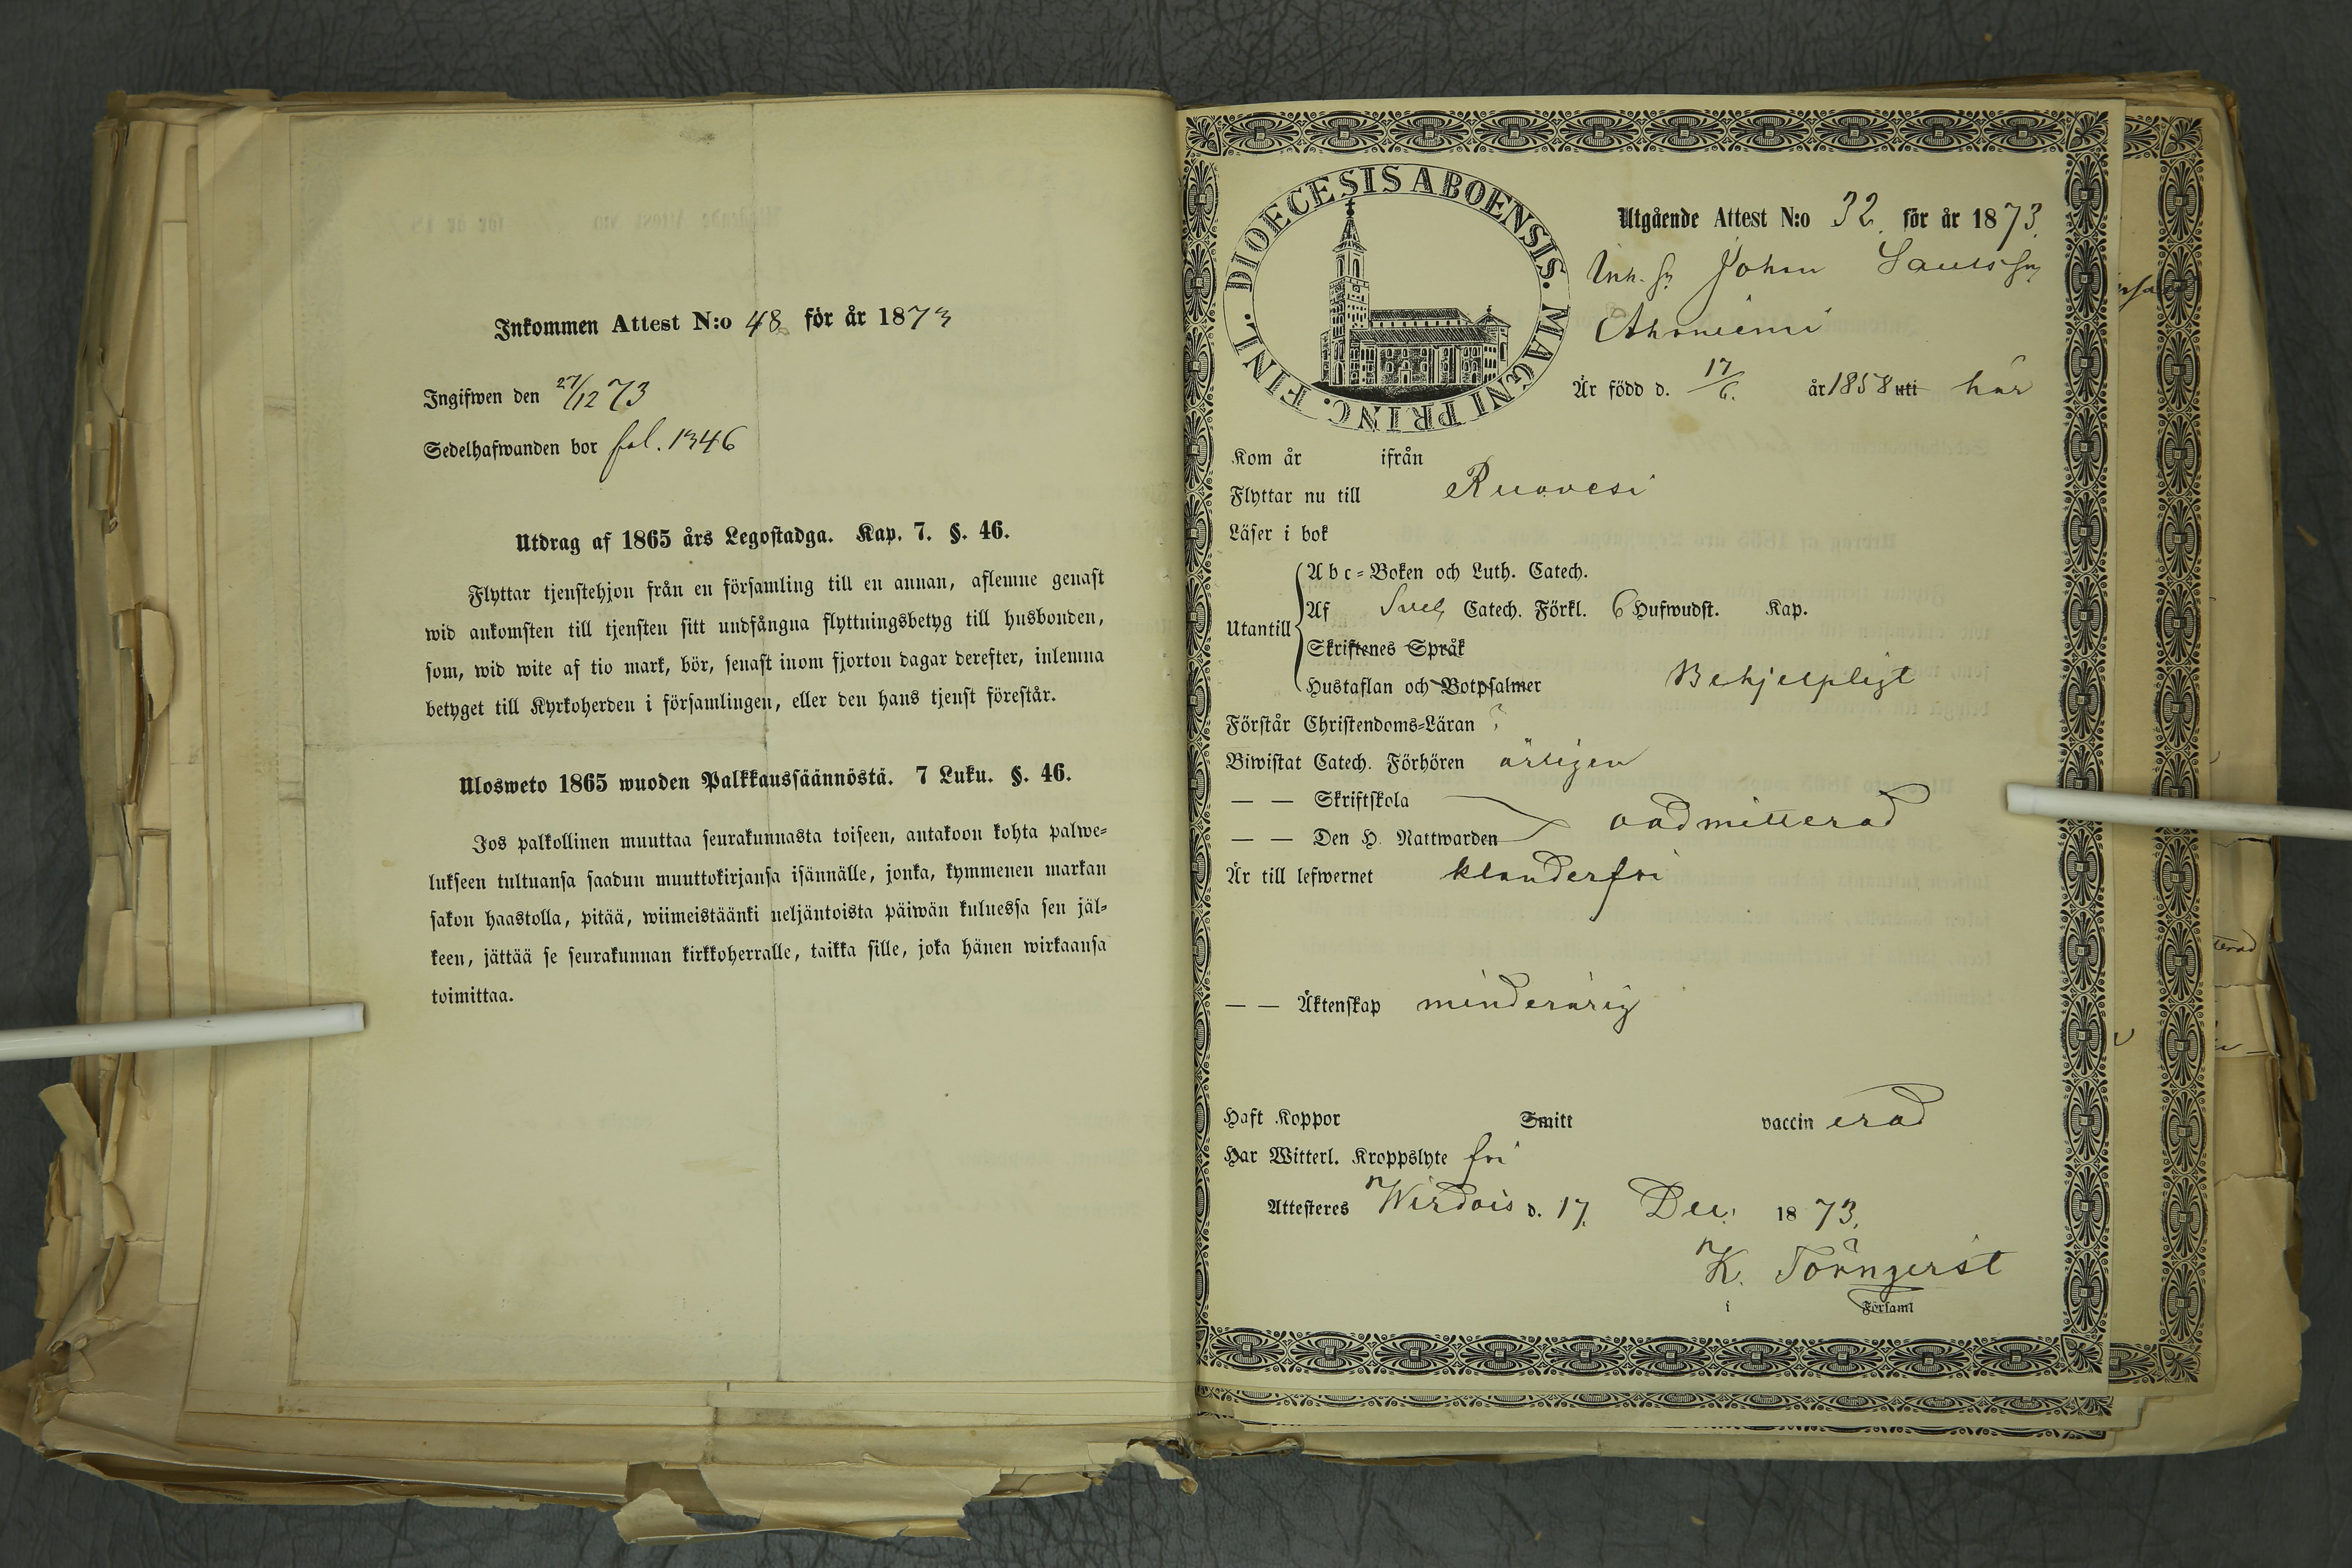 Inkommen Attest N:o 48 för år 1873
Ingifwen den 27/12 73
Sedelhafwanden bor fol. 1346
Utdrag af 1865 års Legostadga. Kap. 7. §. 46.
Flyttar tjenstehjon från en församling till en annan, aflemne genast
wid ankomsten till tjensten sitt undfångna flyttningsbetyg till husbonden,
som, wid wite af tio mark, bör, senast inom fjorton dagar derefter, inlemna
betyget till Kyrkoherden i församlingen, eller den hans tjenst förestår.
Ulosweto 1865 wuoden Palkkaussäännöstä. 7 Luku. §. 46.
Jos palkollinen muuttaa seurakunnasta toiseen, antakoon kohta palwe-
lukseen tultuansa saadun muuttokirjansa isännälle, jonka, kymmenen markan
sakon haastolla, pitää, wiimeistäänki neljäntoista päiwän kuluessa sen jäl-
keen, jättää se seurakunnan kirkkoherralle, taikka sille, joka hänen wirkaansa
toimittaa.
DIOECESIS ABOENSIS. MAGNI PRINC. FINL.
Utgående Attest N:o 32. för år 1873.
Inh. Johan
Är född d. 17/6. år 1858 uti här
Kom år ifrån
Flyttar nu till Ruovesi
Läser i bok
Utantill
Abc-Boken och Luth. Catech.
Af Sveb. Catech. Förkl. 6 Hufwudst. Kap.
Skriftenes Språk
Hustaflan och Botpsalmer Behjelpligt
Förstår Christendoms-Läran ?
Biwistat Catech. Förhören årligen
— — Skriftskola
— — Den H. Nattwarden oadmitterad
Är till lefwernet klanderfri
— — Äktenskap minderårig
Haft Koppor Smitt vaccin erad
Har Witterl. Kroppslyte fri
Attesteres Wirdois d. 17. Dec. 1873.
K. Törnqvist
i Församl